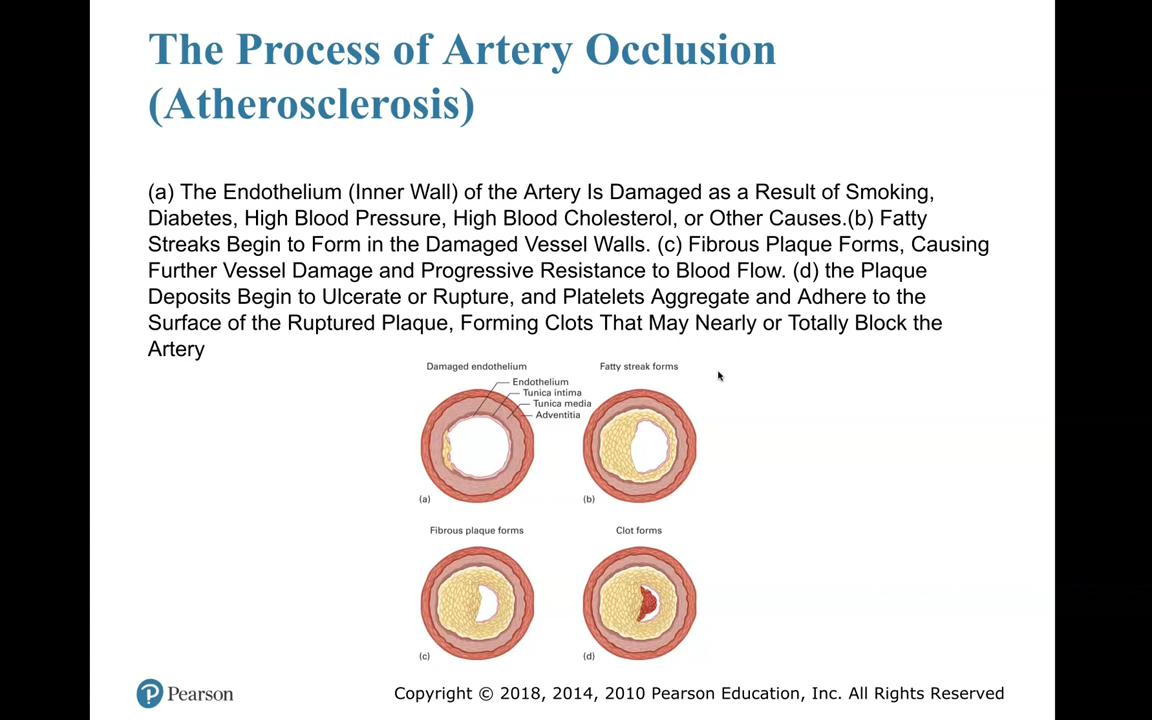 The Process of Artery Occlusion
(Atherosclerosis)
(a) The Endothelium (Inner Wall) of the Artery Is Damaged as a Result of Smoking,
Diabetes, High Blood Pressure, High Blood Cholesterol, or Other Causes.(b) Fatty
Streaks Begin to Form in the Damaged Vessel Walls. (c) Fibrous Plaque Forms, Causing
Further Vessel Damage and Progressive Resistance to Blood Flow. (d) the Plaque
Deposits Begin to Ulcerate or Rupture, and Platelets Aggregate and Adhere to the
Surface of the Ruptured Plaque, Forming Clots That May Nearly or Totally Block the
Artery
Damaged endothelium
Endothelium
Tunica intima
Tunica media
Adventitia
(a)
Fatty streak forms
(b)
Fibrous plaque forms
(c)
Clot forms
(d)
P Pearson
Copyright © 2018, 2014, 2010 Pearson Education, Inc. All Rights Reserved